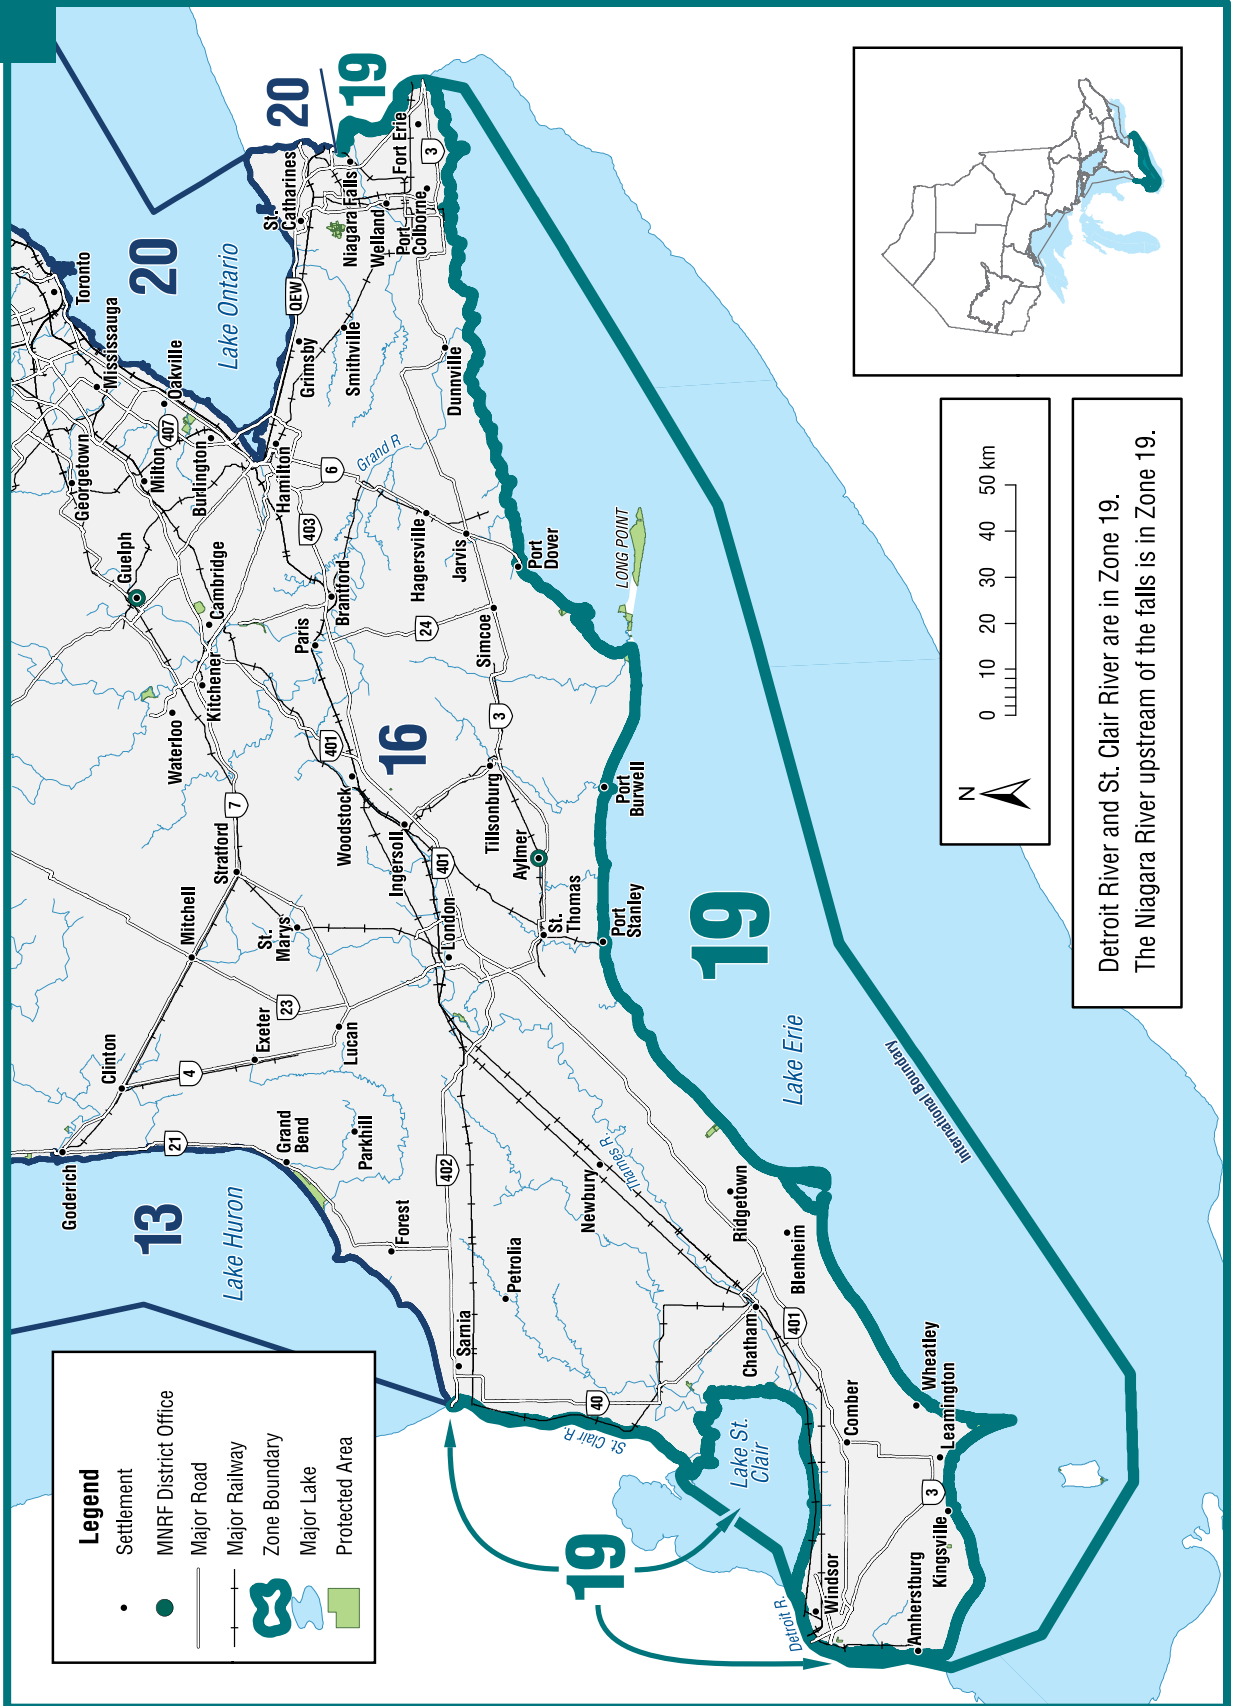 Legend
Settlement
MNRF District Office
Major Road
Major Railway
Zone Boundary
Major Lake
Protected Area
13
Lake Huron
20
Lake Ontario
20
19
16
19
Lake Erie
19
Lake St.
Clair
St. Clair R.
Detroit R.
Thames R.
Grand R.
LONG POINT
International Boundary
Goderich
Clinton
Mitchell
Stratford
St.
Marys
Exeter
Lucan
Grand
Bend
Parkhill
Forest
Sarnia
Petrolia
Newbury
London
Ingersoll
Woodstock
Waterloo
Kitchener
Cambridge
Guelph
Georgetown
Milton
Mississauga
Toronto
Oakville
Burlington
Hamilton
Grimsby
St.
Catharines
Niagara Falls
Welland
Port
Colborne
Fort Erie
Smithville
Dunnville
Hagersville
Jarvis
Brantford
Paris
Simcoe
Port
Dover
Tillsonburg
Aylmer
St.
Thomas
Port
Burwell
Port
Stanley
Ridgetown
Blenheim
Chatham
Wheatley
Leamington
Comber
Kingsville
Windsor
Amherstburg
21
4
23
7
402
401
401
401
40
3
3
3
24
403
6
407
QEW
N
0 10 20 30 40 50 km
Detroit River and St. Clair River are in Zone 19.
The Niagara River upstream of the falls is in Zone 19.